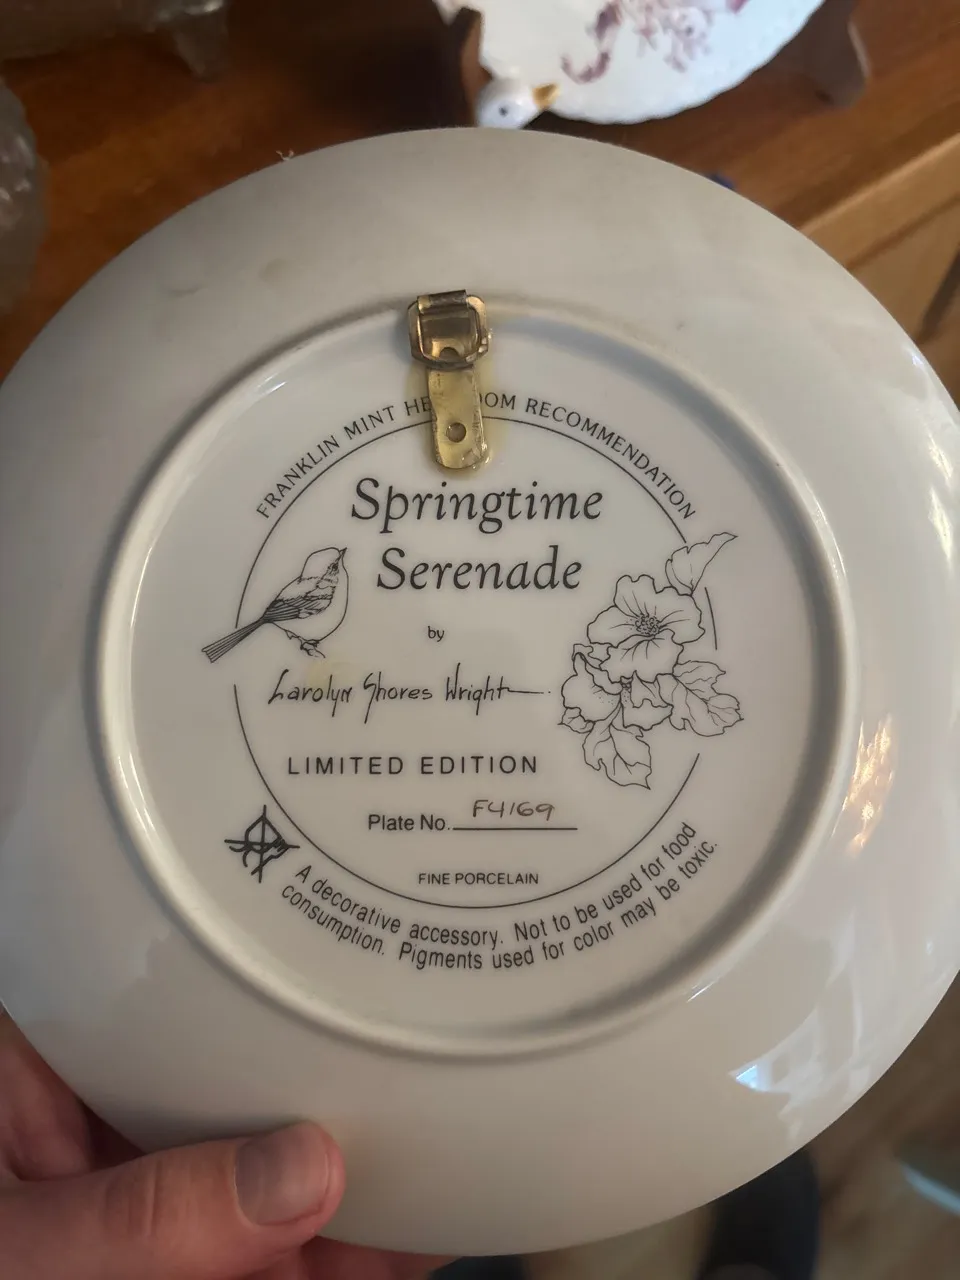 FRANKLIN MINT HE OOM RECOMMENDATION
Springtime
Serenade
by
Carolyn Shores Wright
LIMITED EDITION
Plate No. F4169
FINE PORCELAIN
A decorative accessory. Not to be used for food
consumption. Pigments used for color may be toxic.